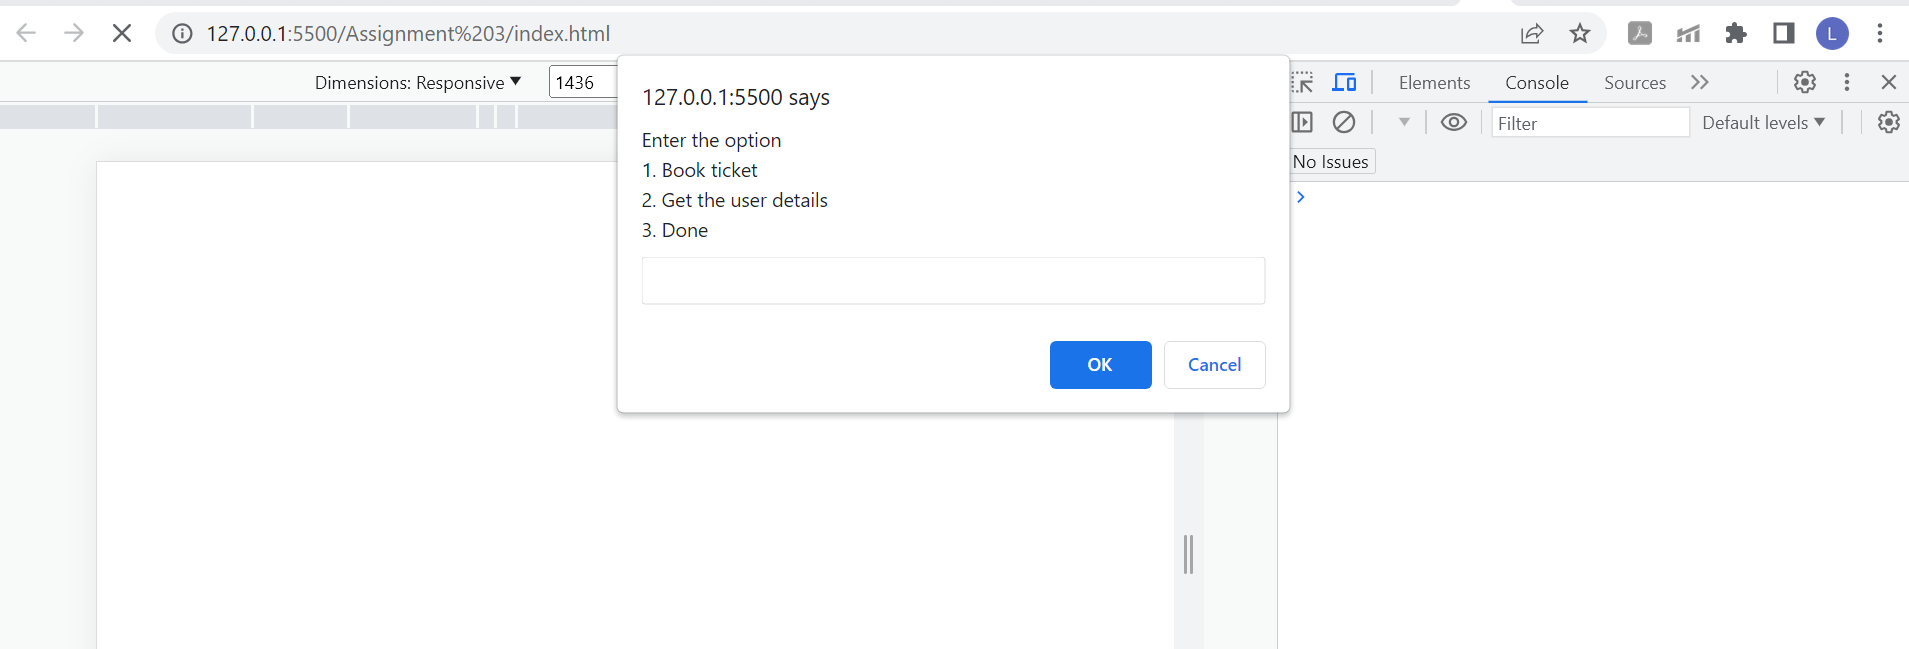 127.0.0.1:5500/Assignment%203/index.html
L
Dimensions: Responsive
1436
127.0.0.1:5500 says
Enter the option
1. Book ticket
2. Get the user details
3. Done
OK
Cancel
Elements
Console
Sources
Filter
Default levels
No Issues